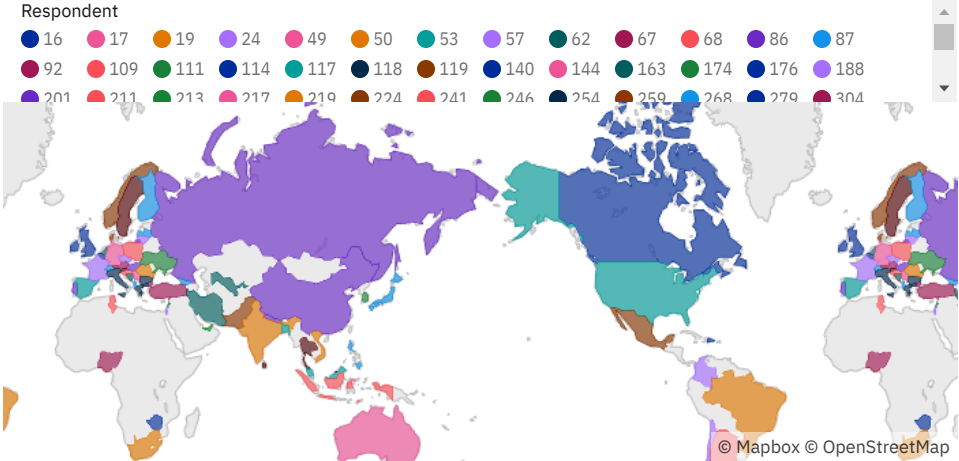 Respondent
16 17 19 24 49 50 53 57 62 67 68 86 87
92 109 111 114 117 118 119 140 144 163 174 176 188
201 211 213 217 219 224 241 246 254 259 268 279 304
© Mapbox © OpenStreetMap